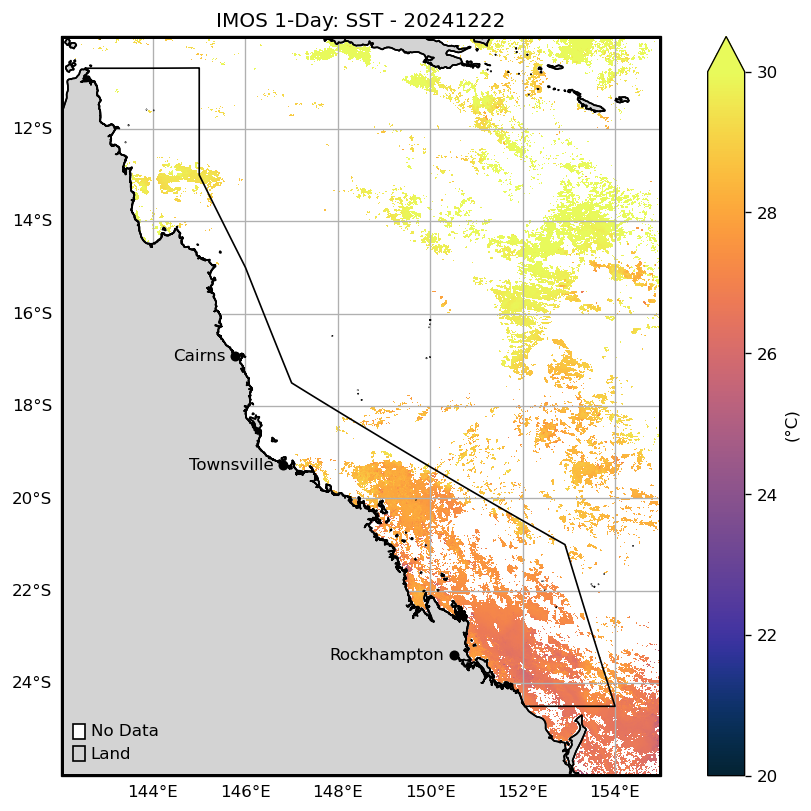 IMOS 1-Day: SST - 20241222
30
12°S
28
14°S
16°S
Cairns
26
18°S
(°C)
Townsville
24
20°S
22°S
22
Rockhampton
24°S
No Data
Land
20
144°E 146°E 148°E 150°E 152°E 154°E